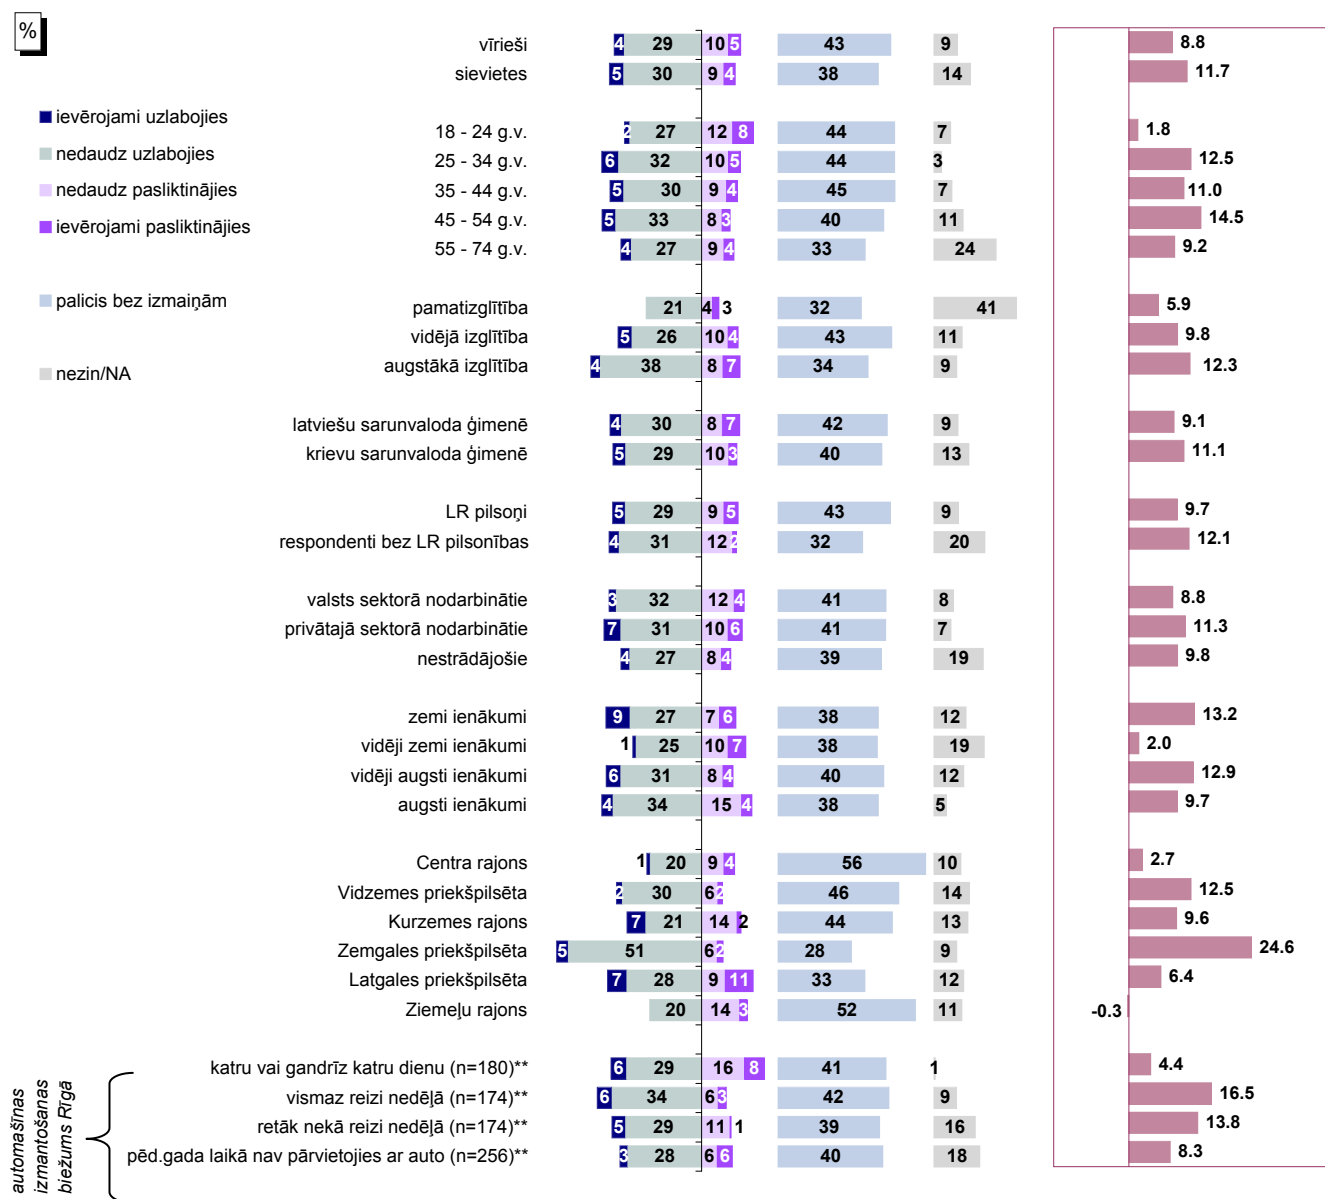 %
ievērojami uzlabojies
nedaudz uzlabojies
nedaudz pasliktinājies
ievērojami pasliktinājies
palicis bez izmaiņām
nezin/NA
vīrieši 4 29 10 5 43 9 8.8
sievietes 5 30 9 4 38 14 11.7
18 - 24 g.v. 2 27 12 8 44 7 1.8
25 - 34 g.v. 6 32 10 5 44 3 12.5
35 - 44 g.v. 5 30 9 4 45 7 11.0
45 - 54 g.v. 5 33 8 3 40 11 14.5
55 - 74 g.v. 4 27 9 4 33 24 9.2
pamatizglītība 21 4 3 32 41 5.9
vidējā izglītība 5 26 10 4 43 11 9.8
augstākā izglītība 4 38 8 7 34 9 12.3
latviešu sarunvaloda ģimenē 4 30 8 7 42 9 9.1
krievu sarunvaloda ģimenē 5 29 10 3 40 13 11.1
LR pilsoņi 5 29 9 5 43 9 9.7
respondenti bez LR pilsonības 4 31 12 2 32 20 12.1
valsts sektorā nodarbinātie 3 32 12 4 41 8 8.8
privātajā sektorā nodarbinātie 7 31 10 6 41 7 11.3
nestrādājošie 4 27 8 4 39 19 9.8
zemi ienākumi 9 27 7 6 38 12 13.2
vidēji zemi ienākumi 1 25 10 7 38 19 2.0
vidēji augsti ienākumi 6 31 8 4 40 12 12.9
augsti ienākumi 4 34 15 4 38 5 9.7
Centra rajons 1 20 9 4 56 10 2.7
Vidzemes priekšpilsēta 2 30 6 2 46 14 12.5
Kurzemes rajons 7 21 14 2 44 13 9.6
Zemgales priekšpilsēta 5 51 6 2 28 9 24.6
Latgales priekšpilsēta 7 28 9 11 33 12 6.4
Ziemeļu rajons 20 14 3 52 11 -0.3
automašīnas
izmantošanas
biežums Rīgā
katru vai gandrīz katru dienu (n=180)** 6 29 16 8 41 1 4.4
vismaz reizi nedēļā (n=174)** 6 34 6 3 42 9 16.5
retāk nekā reizi nedēļā (n=174)** 5 29 11 1 39 16 13.8
pēd.gada laikā nav pārvietojies ar auto (n=256)** 3 28 6 6 40 18 8.3